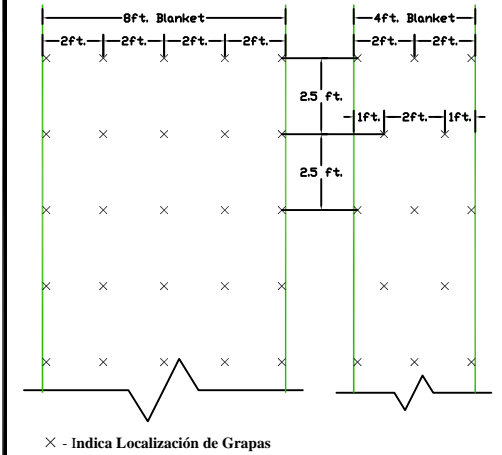 8ft. Blanket 4ft. Blanket
2ft. 2ft. 2ft. 2ft. 2ft. 2ft.
2.5 ft.
1ft. 2ft. 1ft.
2.5 ft.
× - Indica Localización de Grapas